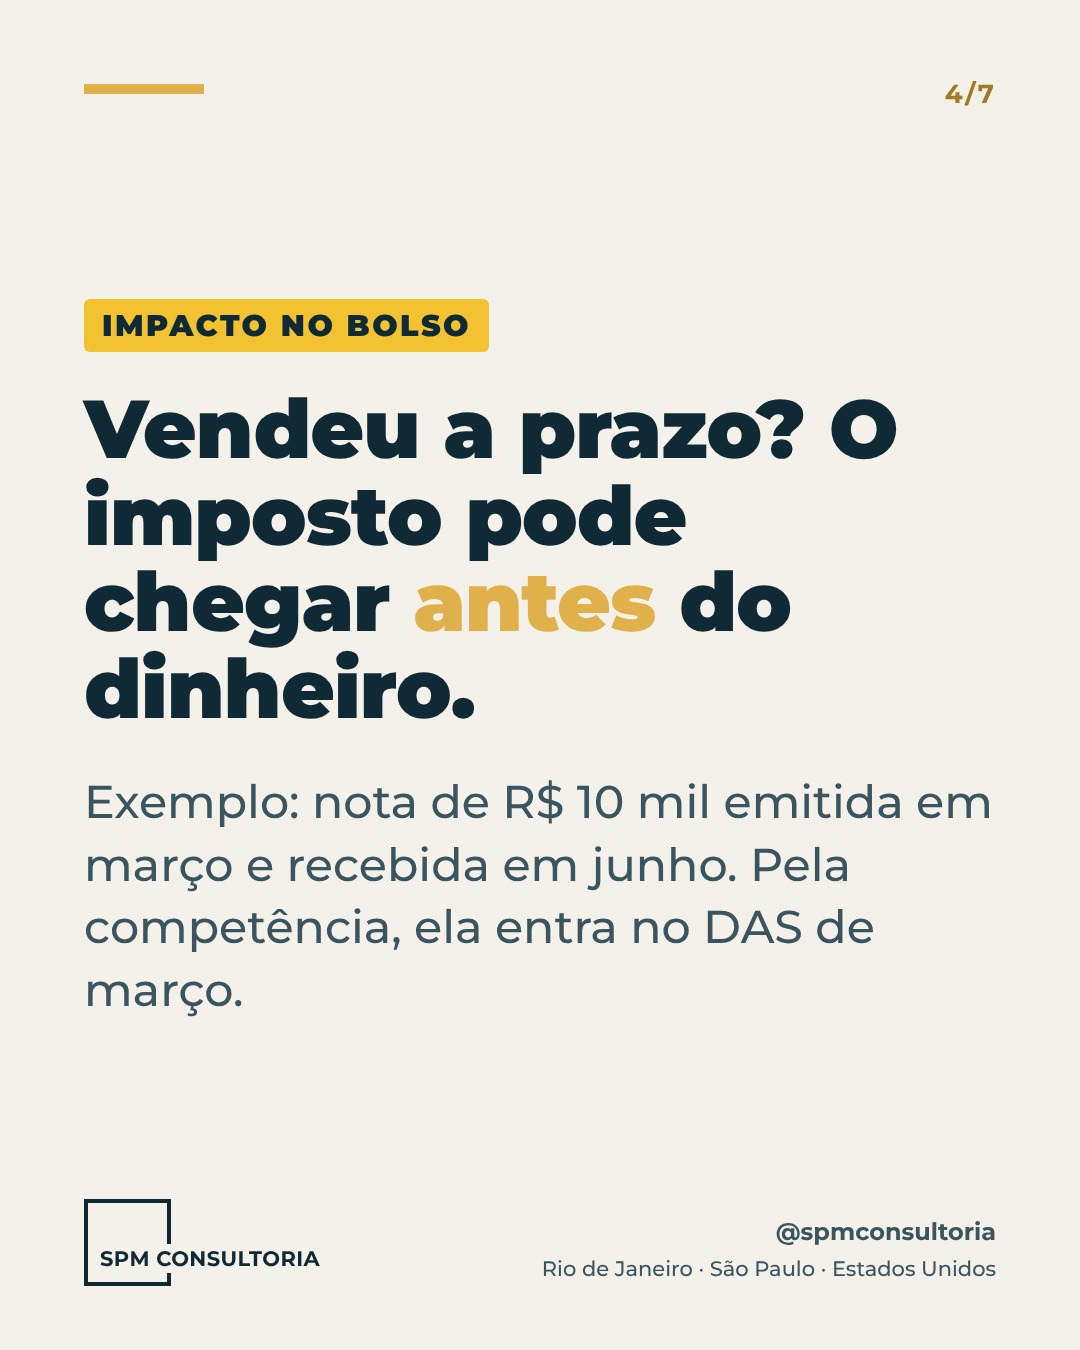 4/7
IMPACTO NO BOLSO
Vendeu a prazo? O
imposto pode
chegar antes do
dinheiro.
Exemplo: nota de R$ 10 mil emitida em
março e recebida em junho. Pela
competência, ela entra no DAS de
março.
SPM CONSULTORIA
@spmconsultoria
Rio de Janeiro · São Paulo · Estados Unidos